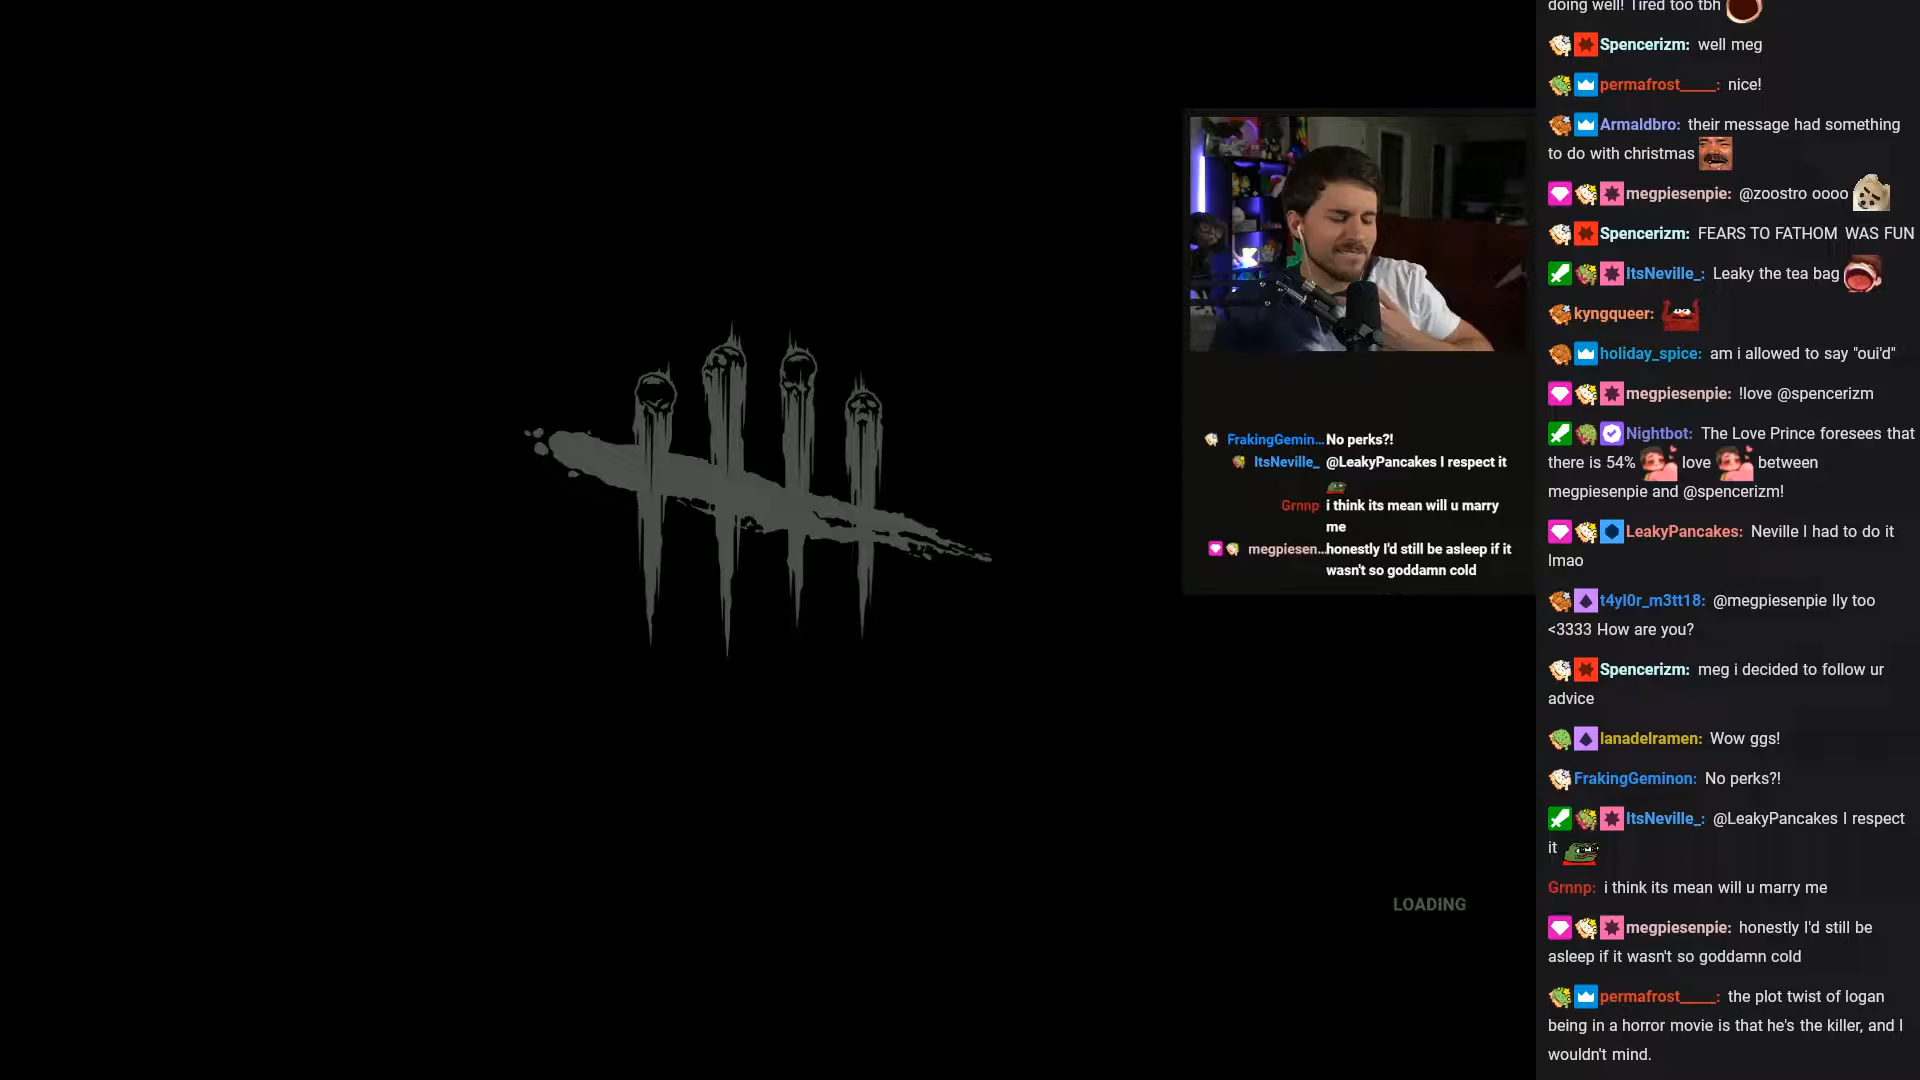 doing well! Tired too tbh
Spencerizm: well meg
permafrost_____: nice!
Armaldbro: their message had something
to do with christmas
megpiesenpie: @zoostro oooo
Spencerizm: FEARS TO FATHOM WAS FUN
ItsNeville_: Leaky the tea bag
kyngqueer:
holiday_spice: am i allowed to say "oui'd"
megpiesenpie: !love @spencerizm
Nightbot: The Love Prince foresees that
there is 54% love between
megpiesenpie and @spencerizm!
LeakyPancakes: Neville I had to do it
lmao
t4yl0r_m3tt18: @megpiesenpie Ily too
<3333 How are you?
Spencerizm: meg i decided to follow ur
advice
lanadelramen: Wow ggs!
FrakingGeminon: No perks?!
ItsNeville_: @LeakyPancakes I respect
it
Grnnp: i think its mean will u marry me
megpiesenpie: honestly I'd still be
asleep if it wasn't so goddamn cold
permafrost_____: the plot twist of logan
being in a horror movie is that he's the killer, and I
wouldn't mind.
FrakingGemin... No perks?!
ItsNeville_ @LeakyPancakes I respect it
Grnnp i think its mean will u marry
me
megpiesen... honestly I'd still be asleep if it
wasn't so goddamn cold
LOADING